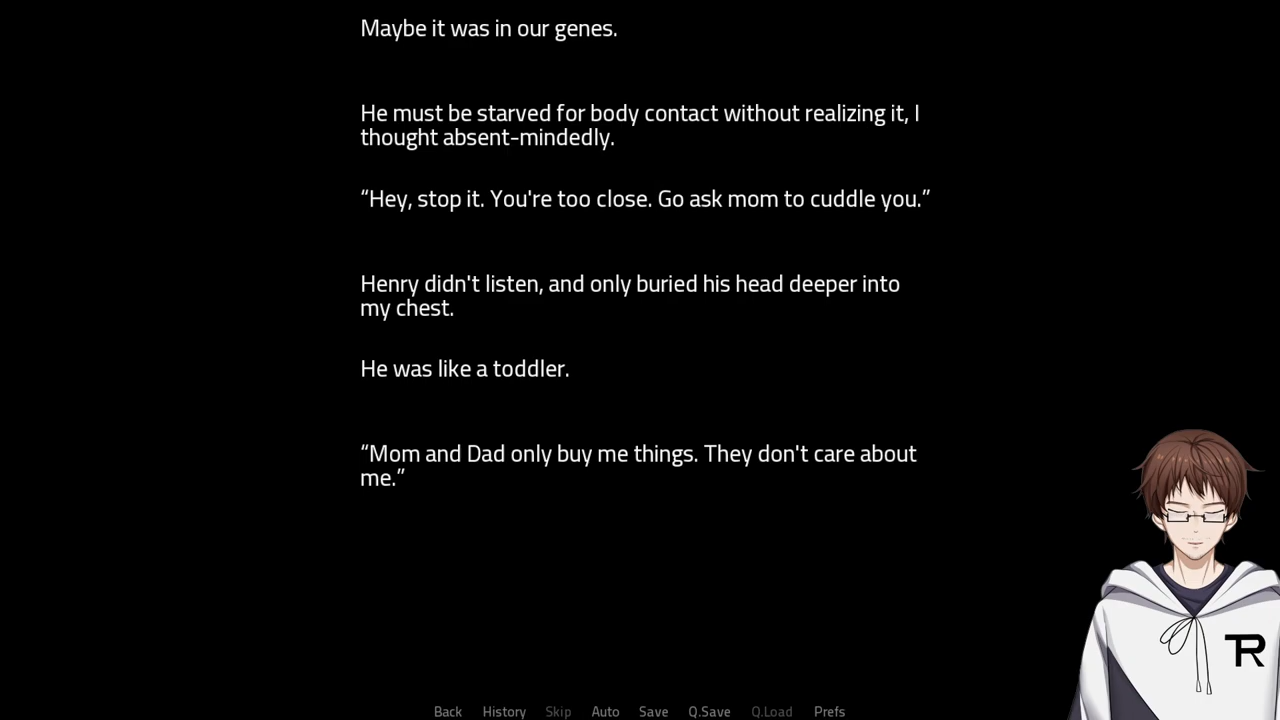 Maybe it was in our genes.
He must be starved for body contact without realizing it, I
thought absent-mindedly.
“Hey, stop it. You're too close. Go ask mom to cuddle you.”
Henry didn't listen, and only buried his head deeper into
my chest.
He was like a toddler.
“Mom and Dad only buy me things. They don't care about
me.”
TR
Back History Skip Auto Save Q.Save Q.Load Prefs